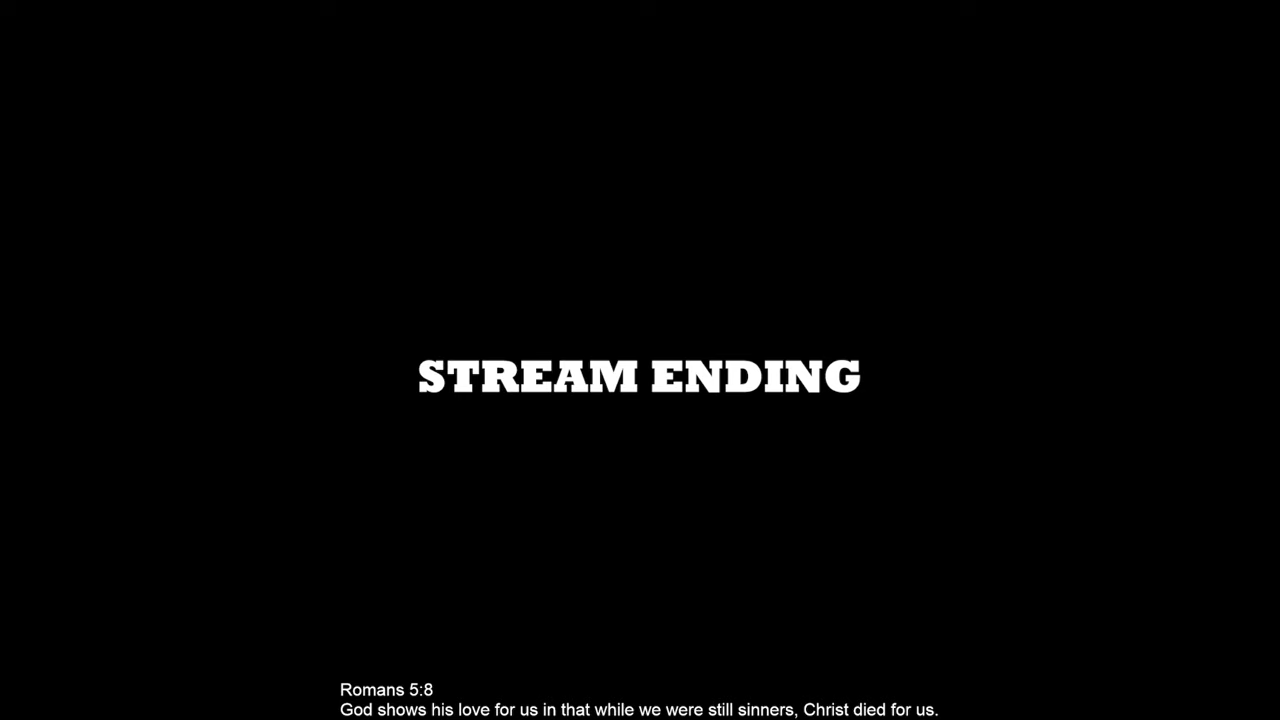 STREAM ENDING
Romans 5:8
God shows his love for us in that while we were still sinners, Christ died for us.